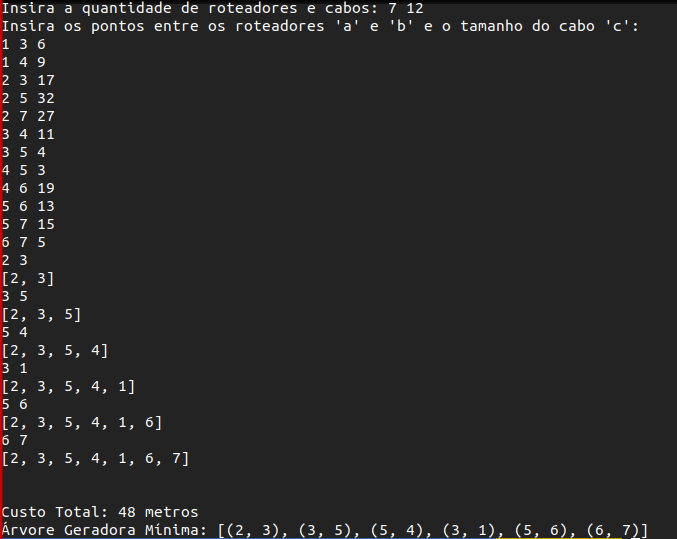 Insira a quantidade de roteadores e cabos: 7 12
Insira os pontos entre os roteadores 'a' e 'b' e o tamanho do cabo 'c':
1 3 6
1 4 9
2 3 17
2 5 32
2 7 27
3 4 11
3 5 4
4 5 3
4 6 19
5 6 13
5 7 15
6 7 5
2 3
[2, 3]
3 5
[2, 3, 5]
5 4
[2, 3, 5, 4]
3 1
[2, 3, 5, 4, 1]
5 6
[2, 3, 5, 4, 1, 6]
6 7
[2, 3, 5, 4, 1, 6, 7]
Custo Total: 48 metros
Árvore Geradora Mínima: [(2, 3), (3, 5), (5, 4), (3, 1), (5, 6), (6, 7)]